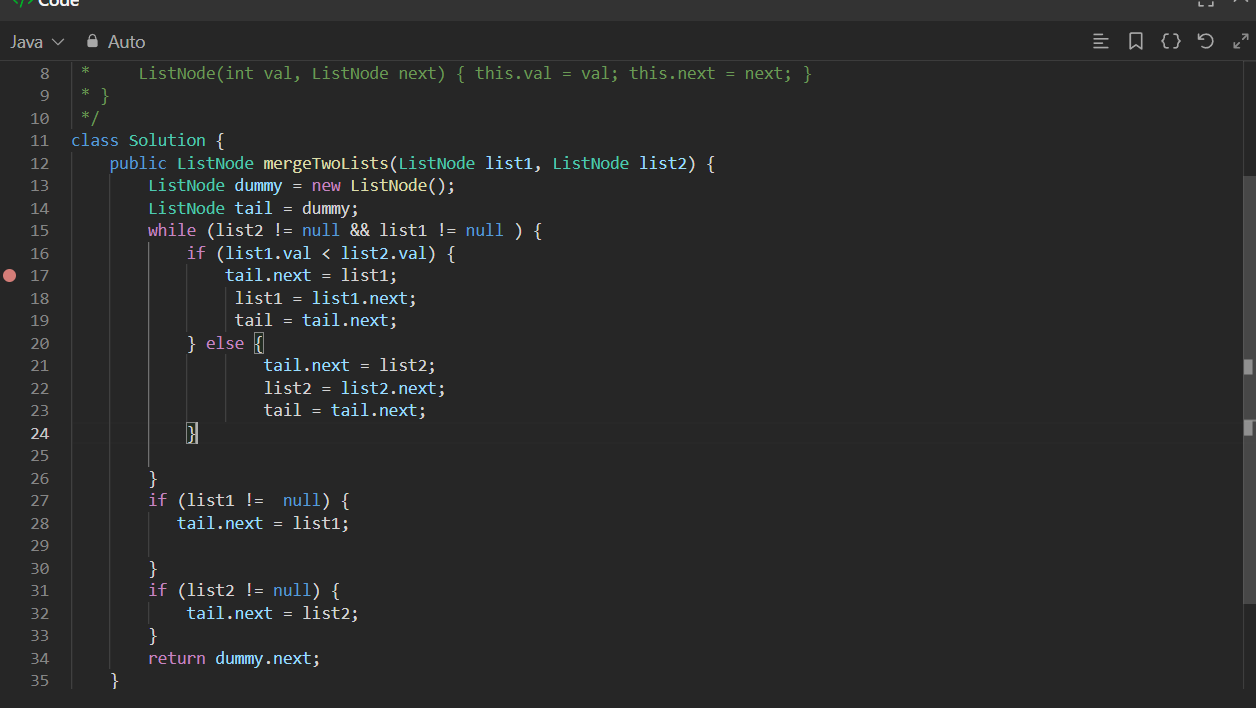 </> Code
Java Auto
8 *     ListNode(int val, ListNode next) { this.val = val; this.next = next; }
9 * }
10 */
11 class Solution {
12     public ListNode mergeTwoLists(ListNode list1, ListNode list2) {
13         ListNode dummy = new ListNode();
14         ListNode tail = dummy;
15         while (list2 != null && list1 != null ) {
16             if (list1.val < list2.val) {
17                 tail.next = list1;
18                  list1 = list1.next;
19                  tail = tail.next;
20             } else {
21                     tail.next = list2;
22                     list2 = list2.next;
23                     tail = tail.next;
24             }
25
26         }
27         if (list1 !=  null) {
28            tail.next = list1;
29
30         }
31         if (list2 != null) {
32             tail.next = list2;
33         }
34         return dummy.next;
35     }